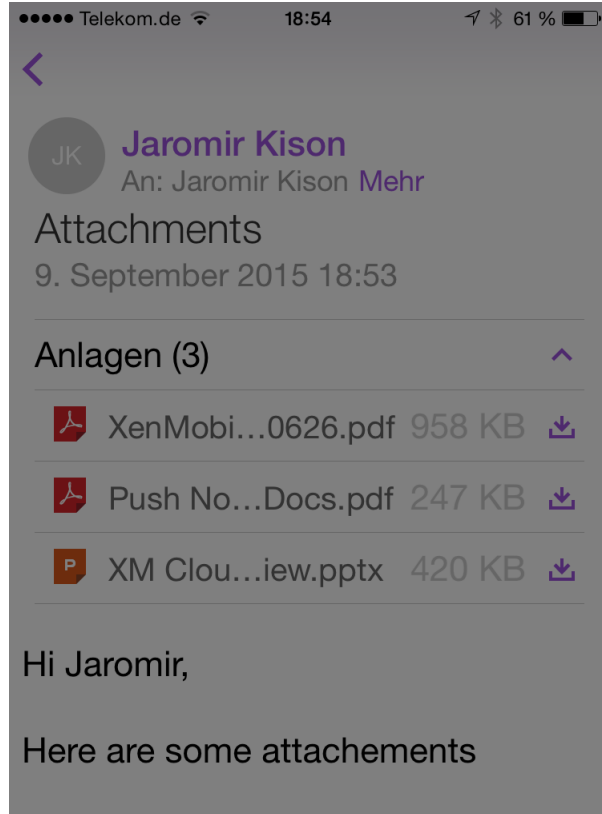 Telekom.de 18:54 61 %
JK
Jaromir Kison
An: Jaromir Kison Mehr
Attachments
9. September 2015 18:53
Anlagen (3)
XenMobi...0626.pdf 958 KB
Push No...Docs.pdf 247 KB
P XM Clou...iew.pptx 420 KB
Hi Jaromir,
Here are some attachements